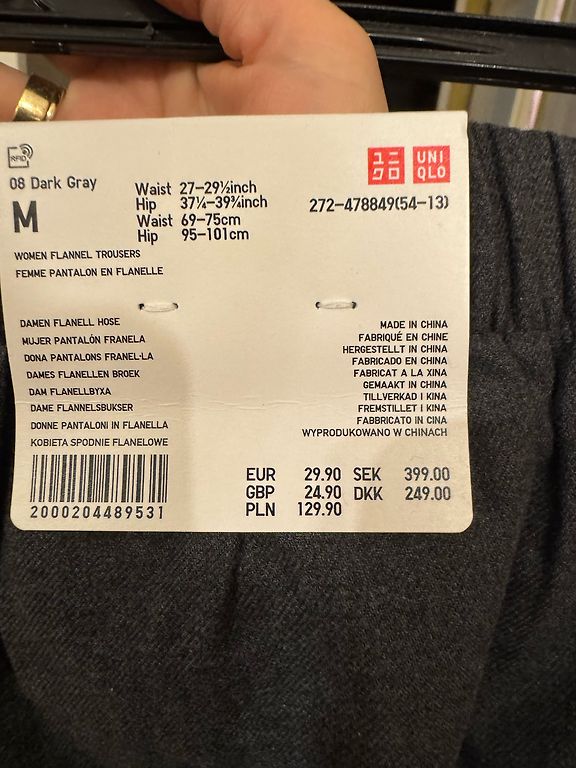 RFID
08 Dark Gray
M
Waist 27–29½inch
Hip 37¼–39¾inch
Waist 69–75cm
Hip 95–101cm
ユニ
クロ
UNI
QLO
272-478849(54-13)
WOMEN FLANNEL TROUSERS
FEMME PANTALON EN FLANELLE
DAMEN FLANELL HOSE
MUJER PANTALÓN FRANELA
DONA PANTALONS FRANEL·LA
DAMES FLANELLEN BROEK
DAM FLANELLBYXA
DAME FLANNELSBUKSER
DONNE PANTALONI IN FLANELLA
KOBIETA SPODNIE FLANELOWE
MADE IN CHINA
FABRIQUÉ EN CHINE
HERGESTELLT IN CHINA
FABRICADO EN CHINA
FABRICAT A LA XINA
GEMAAKT IN CHINA
TILLVERKAD I KINA
FREMSTILLET I KINA
FABBRICATO IN CINA
WYPRODUKOWANO W CHINACH
2000204489531
EUR 29.90 SEK 399.00
GBP 24.90 DKK 249.00
PLN 129.90